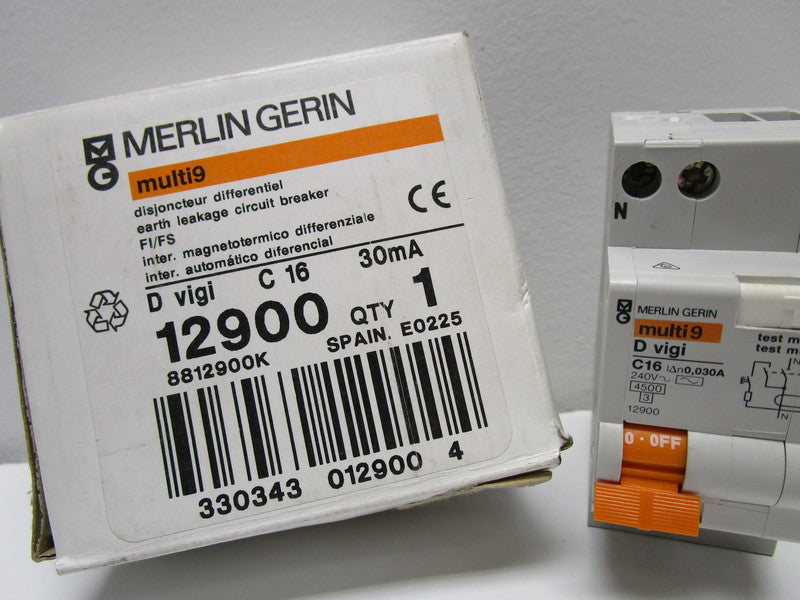 MERLIN GERIN
multi9
disjoncteur differentiel
earth leakage circuit breaker
FI/FS
inter. magnetotermico differenziale
inter. automático diferencial
CE
D vigi C 16 30mA
12900 QTY 1
8812900K SPAIN. E0225
330343 012900 4
N
MERLIN GERIN
multi9
D vigi
C16 I∆n0,030A
240V~
4500
3
12900
test m
test m
N
N
O · OFF